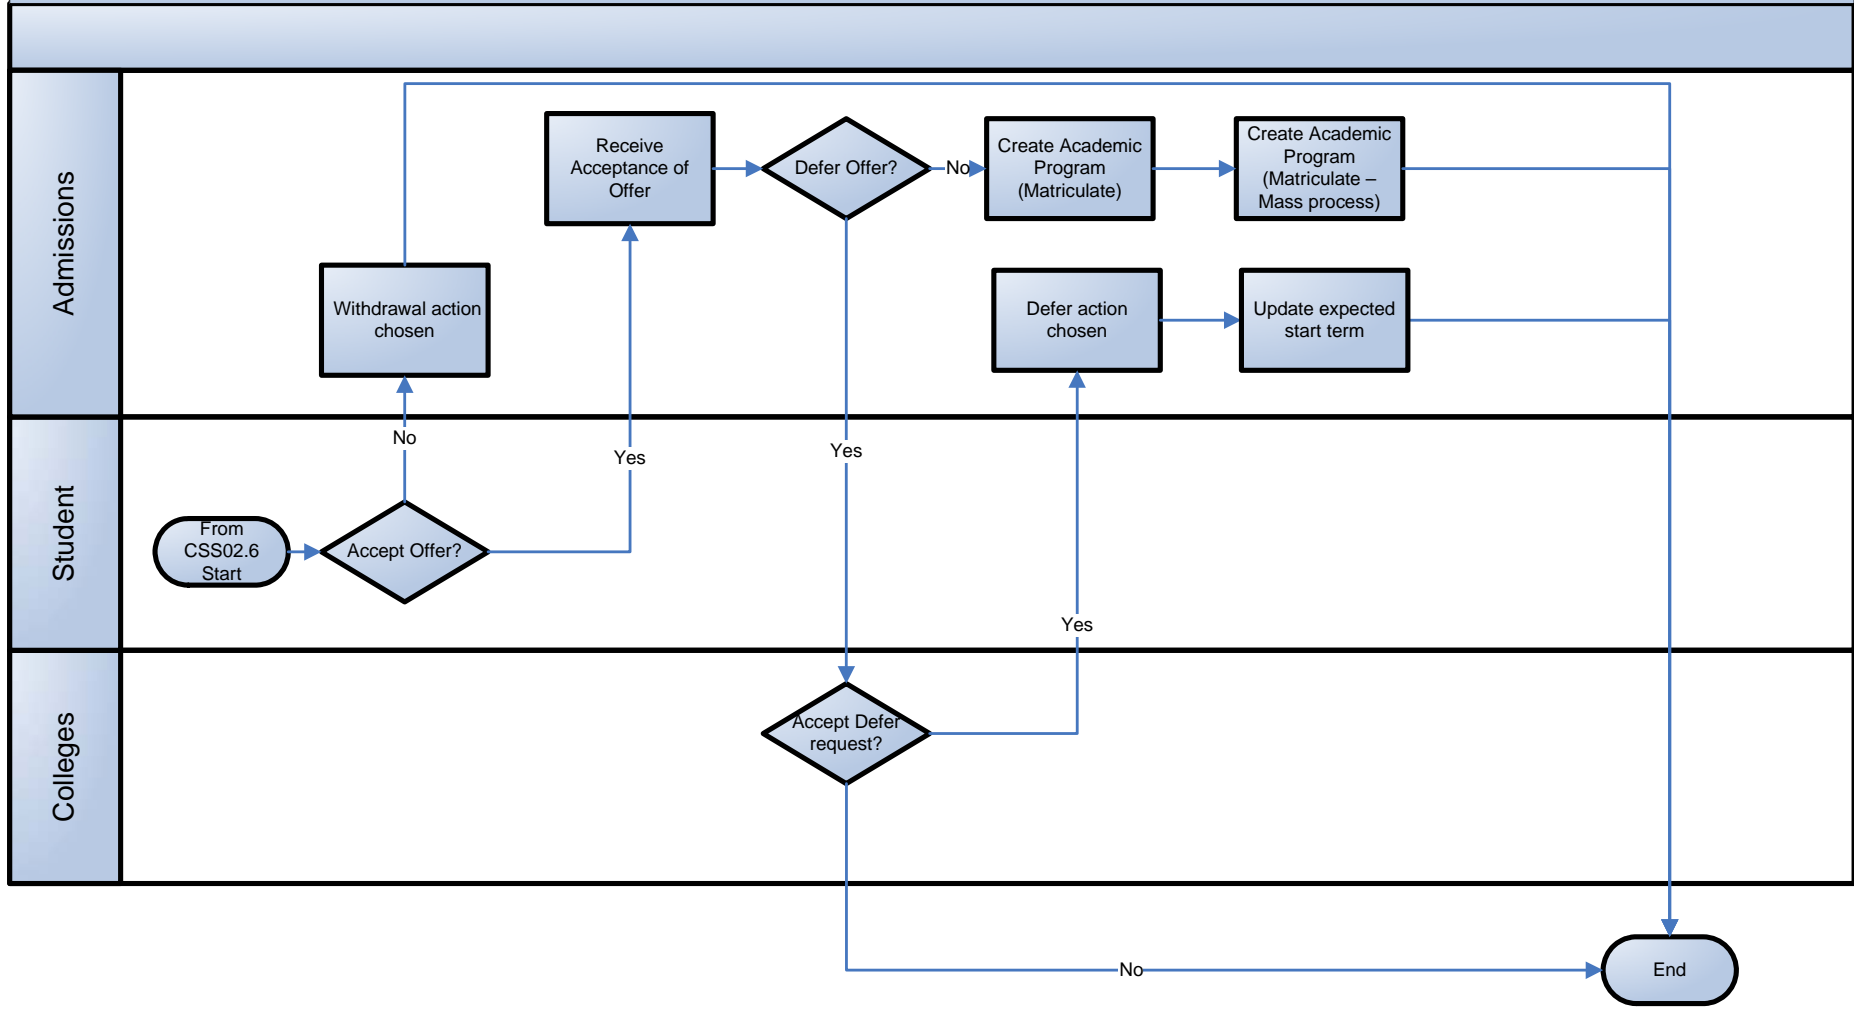 Admissions
Receive
Acceptance of
Offer
Defer Offer?
No
Create Academic
Program
(Matriculate)
Create Academic
Program
(Matriculate –
Mass process)
Withdrawal action
chosen
Defer action
chosen
Update expected
start term
Student
No
Yes
Yes
From
CSS02.6
Start
Accept Offer?
Yes
Colleges
Accept Defer
request?
No
End